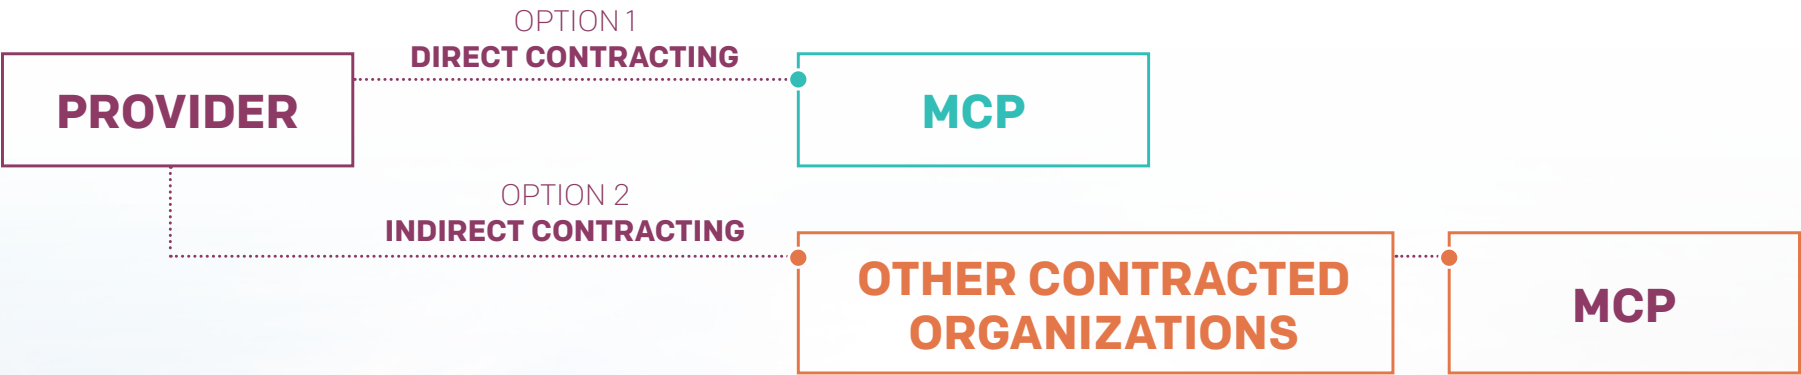 OPTION 1
DIRECT CONTRACTING
PROVIDER
MCP
OPTION 2
INDIRECT CONTRACTING
OTHER CONTRACTED
ORGANIZATIONS
MCP